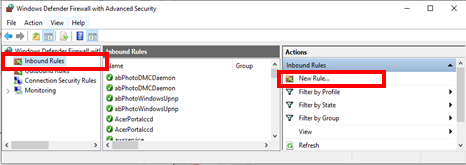 Windows Defender Firewall with Advanced Security
File Action View Help
Windows Defender Firewall with
Inbound Rules
Outbound Rules
Connection Security Rules
Monitoring
Inbound Rules
Name Group
abPhotoDMCDaemon
abPhotoDMCDaemon
abPhotoWindowsUpnp
abPhotoWindowsUpnp
AcerPortalccd
AcerPortalccd
Actions
Inbound Rules
New Rule...
Filter by Profile
Filter by State
Filter by Group
View
Refresh